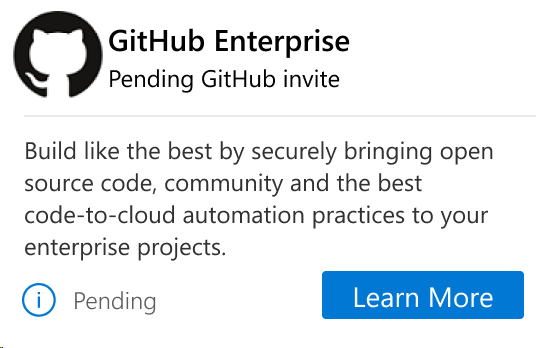 GitHub Enterprise
Pending GitHub invite
Build like the best by securely bringing open
source code, community and the best
code-to-cloud automation practices to your
enterprise projects.
Pending
Learn More